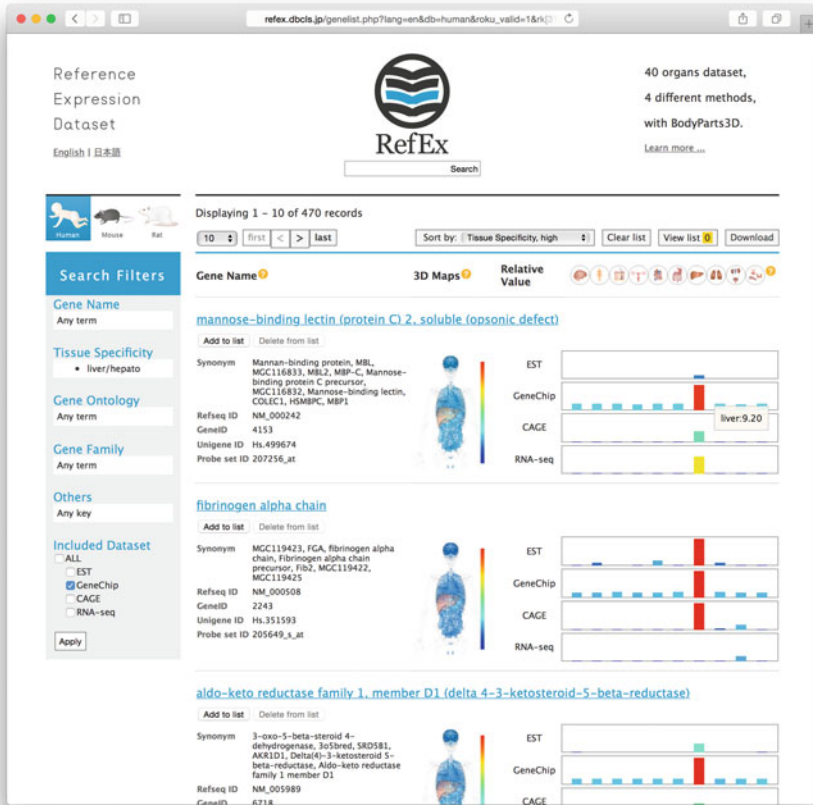 refex.dbcls.jp/genelist.php?lang=en&db=human&roku_valid=1&rk[3
Reference
Expression
Dataset
English | 日本語
RefEx
Search
40 organs dataset,
4 different methods,
with BodyParts3D.
Learn more ...
Human
Mouse
Rat
Displaying 1 – 10 of 470 records
10
first
<
>
last
Sort by: Tissue Specificity, high
Clear list
View list 0
Download
Search Filters
Gene Name
Any term
Tissue Specificity
• liver/hepato
Gene Ontology
Any term
Gene Family
Any term
Others
Any key
Included Dataset
ALL
EST
GeneChip
CAGE
RNA-seq
Apply
Gene Name ?
3D Maps ?
Relative
Value
?
mannose-binding lectin (protein C) 2, soluble (opsonic defect)
Add to list
Delete from list
Synonym Mannan-binding protein, MBL,
MGC116833, MBL2, MBP-C, Mannose-
binding protein C precursor,
MGC116832, Mannose-binding lectin,
COLEC1, HSMBPC, MBP1
Refseq ID NM_000242
GeneID 4153
Unigene ID Hs.499674
Probe set ID 207256_at
EST
GeneChip
CAGE
RNA-seq
liver:9.20
fibrinogen alpha chain
Add to list
Delete from list
Synonym MGC119423, FGA, fibrinogen alpha
chain, Fibrinogen alpha chain
precursor, Fib2, MGC119422,
MGC119425
Refseq ID NM_000508
GeneID 2243
Unigene ID Hs.351593
Probe set ID 205649_s_at
EST
GeneChip
CAGE
RNA-seq
aldo-keto reductase family 1, member D1 (delta 4-3-ketosteroid-5-beta-reductase)
Add to list
Delete from list
Synonym 3-oxo-5-beta-steroid 4-
dehydrogenase, 3o5bred, SRD5B1,
AKR1D1, Delta(4)-3-ketosteroid 5-
beta-reductase, Aldo-keto reductase
family 1 member D1
Refseq ID NM_005989
GeneID 6718
EST
GeneChip
CAGE